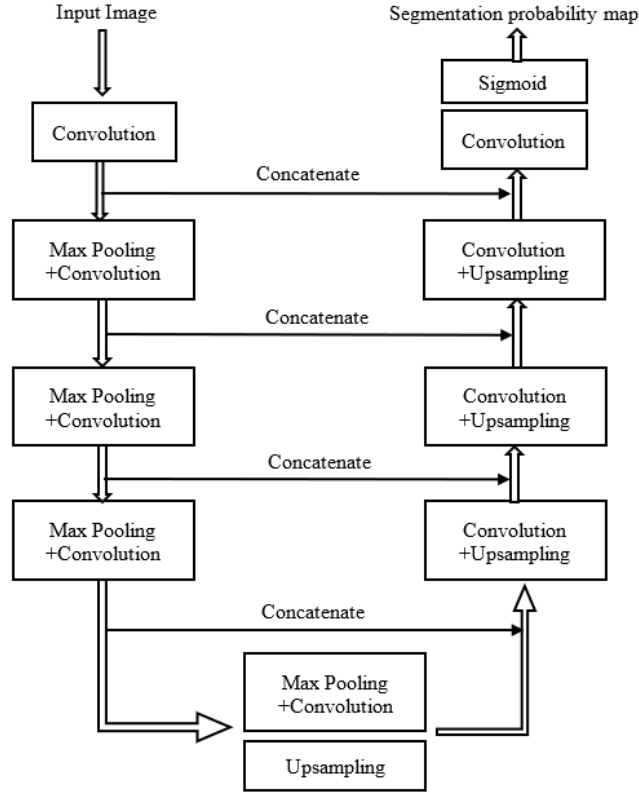 Input Image
Segmentation probability map
Sigmoid
Convolution
Convolution
Concatenate
Max Pooling
+Convolution
Convolution
+Upsampling
Concatenate
Max Pooling
+Convolution
Convolution
+Upsampling
Concatenate
Max Pooling
+Convolution
Convolution
+Upsampling
Concatenate
Max Pooling
+Convolution
Upsampling